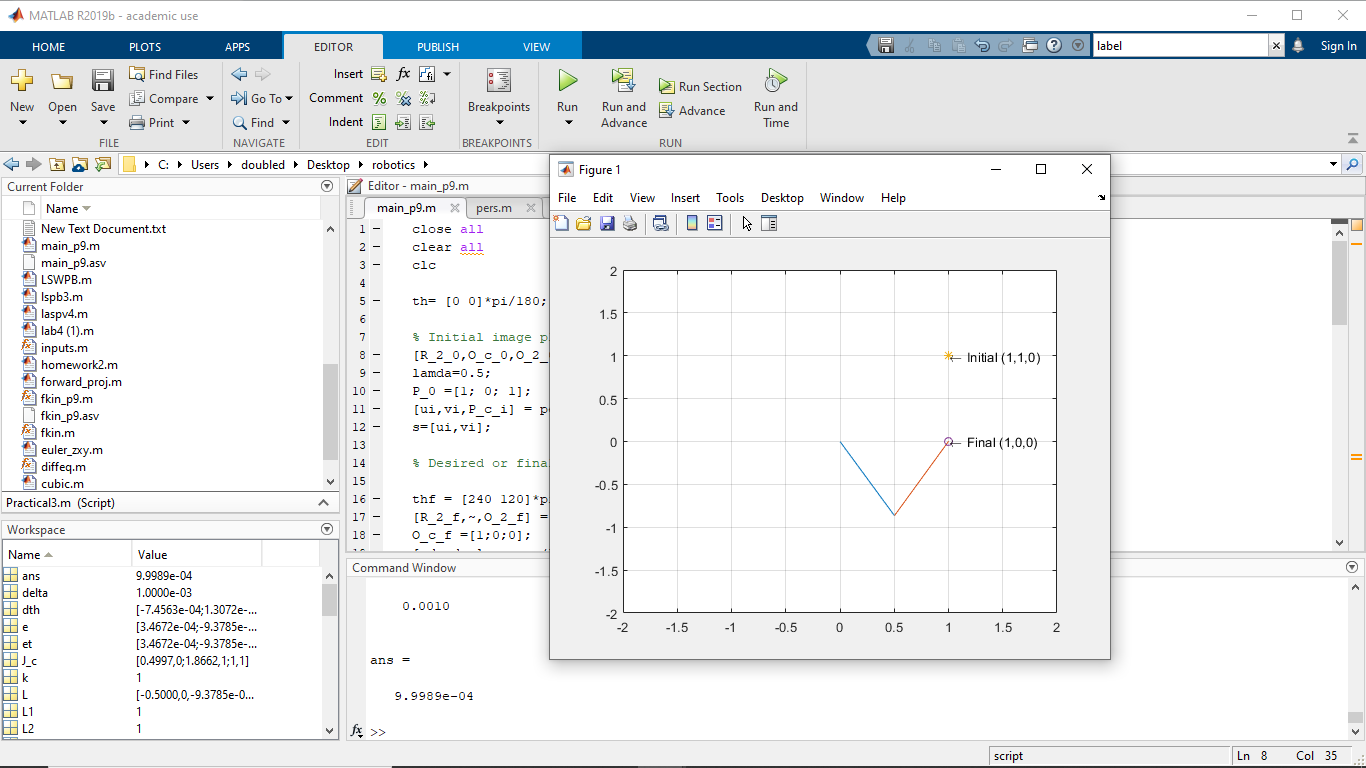 MATLAB R2019b - academic use
HOME PLOTS APPS EDITOR PUBLISH VIEW label Sign In
New Open Save Find Files Compare Print
FILE
Go To Find
NAVIGATE
Insert fx
Comment %
Indent
EDIT
Breakpoints
BREAKPOINTS
Run Run and Advance Run Section Advance Run and Time
RUN
C: Users doubled Desktop robotics
Current Folder
Name
New Text Document.txt
main_p9.m
main_p9.asv
LSWPB.m
lspb3.m
laspv4.m
lab4 (1).m
inputs.m
homework2.m
forward_proj.m
fkin_p9.m
fkin_p9.asv
fkin.m
euler_zxy.m
diffeq.m
cubic.m
Practical3.m (Script)
Workspace
Name Value
ans 9.9989e-04
delta 1.0000e-03
dth [-7.4563e-04;1.3072e-...
e [3.4672e-04;-9.3785e-...
et [3.4672e-04;-9.3785e-...
J_c [0.4997,0;1.8662,1;1,1]
k 1
L [-0.5000,0,-9.3785e-0...
L1 1
L2 1
Editor - main_p9.m
main_p9.m pers.m
1 close all
2 clear all
3 clc
4
5 th= [0 0]*pi/180;
6
7 % Initial image p
8 [R_2_0,O_c_0,O_2_
9 lamda=0.5;
10 P_0 =[1; 0; 1];
11 [ui,vi,P_c_i] = p
12 s=[ui,vi];
13
14 % Desired or fina
15
16 thf = [240 120]*p
17 [R_2_f,~,O_2_f] =
18 O_c_f =[1;0;0];
Command Window
0.0010
ans =
9.9989e-04
fx >>
Figure 1
File Edit View Insert Tools Desktop Window Help
2
1.5
1
0.5
0
-0.5
-1
-1.5
-2
-2 -1.5 -1 -0.5 0 0.5 1 1.5 2
← Initial (1,1,0)
← Final (1,0,0)
script Ln 8 Col 35